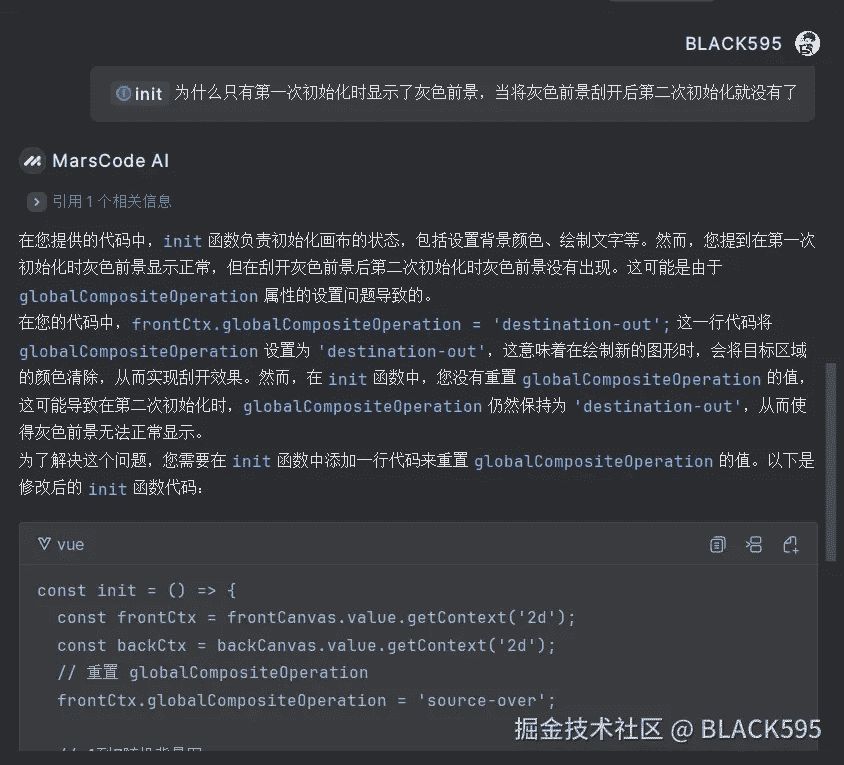 BLACK595
init 为什么只有第一次初始化时显示了灰色前景，当将灰色前景刮开后第二次初始化就没有了
MarsCode AI
引用 1 个相关信息
在您提供的代码中，init 函数负责初始化画布的状态，包括设置背景颜色、绘制文字等。然而，您提到在第一次
初始化时灰色前景显示正常，但在刮开灰色前景后第二次初始化时灰色前景没有出现。这可能是由于
globalCompositeOperation 属性的设置问题导致的。
在您的代码中，frontCtx.globalCompositeOperation = 'destination-out'; 这一行代码将
globalCompositeOperation 设置为 'destination-out'，这意味着在绘制新的图形时，会将目标区域
的颜色清除，从而实现刮开效果。然而，在 init 函数中，您没有重置 globalCompositeOperation 的值，
这可能导致在第二次初始化时，globalCompositeOperation 仍然保持为 'destination-out'，从而使
得灰色前景无法正常显示。
为了解决这个问题，您需要在 init 函数中添加一行代码来重置 globalCompositeOperation 的值。以下是
修改后的 init 函数代码：
vue
const init = () => {
const frontCtx = frontCanvas.value.getContext('2d');
const backCtx = backCanvas.value.getContext('2d');
// 重置 globalCompositeOperation
frontCtx.globalCompositeOperation = 'source-over';
掘金技术社区 @ BLACK595